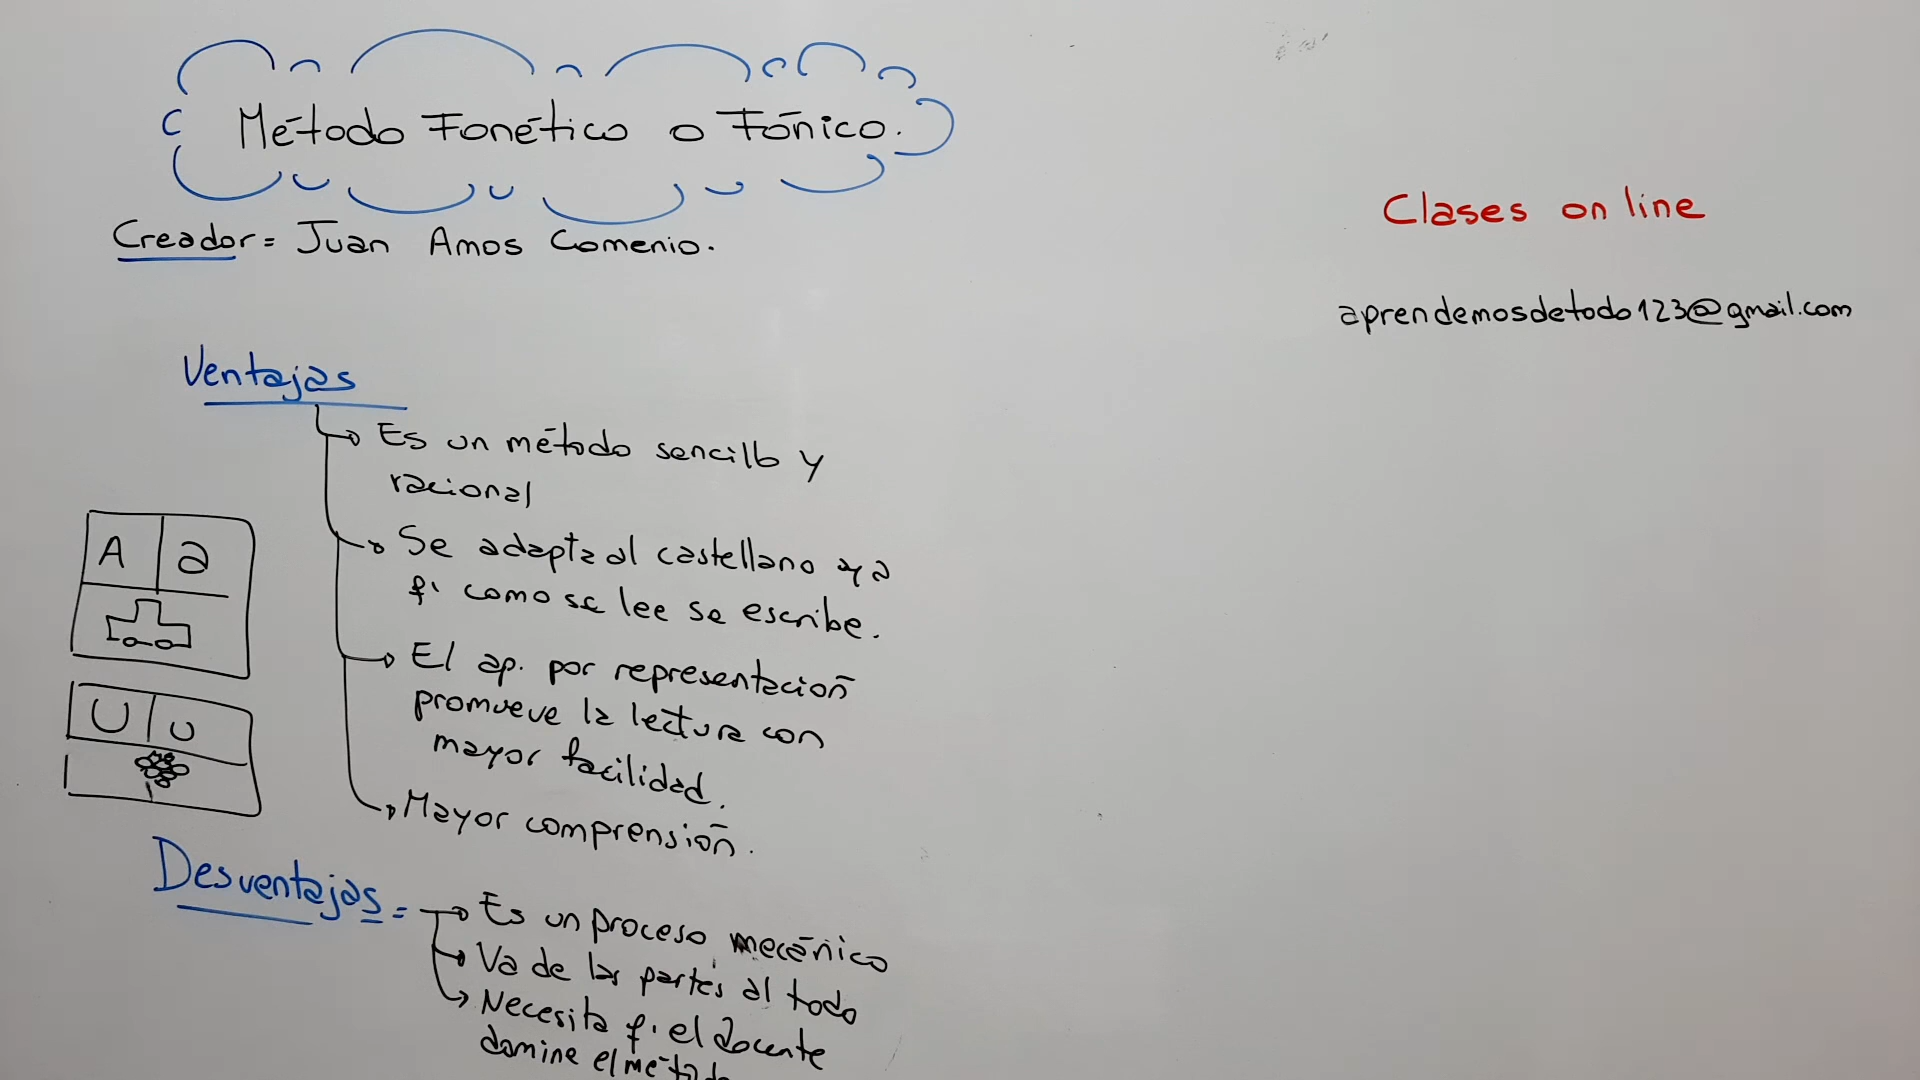 Método Fonético o Fónico.
Creador = Juan Amos Comenio.
Clases on line
aprendemosdetodo123@gmail.com
Ventajas
Es un método sencillo y
racional
Se adapta al castellano ya
q' como se lee se escribe.
El ap. por representación
promueve la lectura con
mayor facilidad.
Mayor comprensión.
A a
U u
Desventajas =
Es un proceso mecánico
Va de las partes al todo
Necesita q' el docente
domine el método